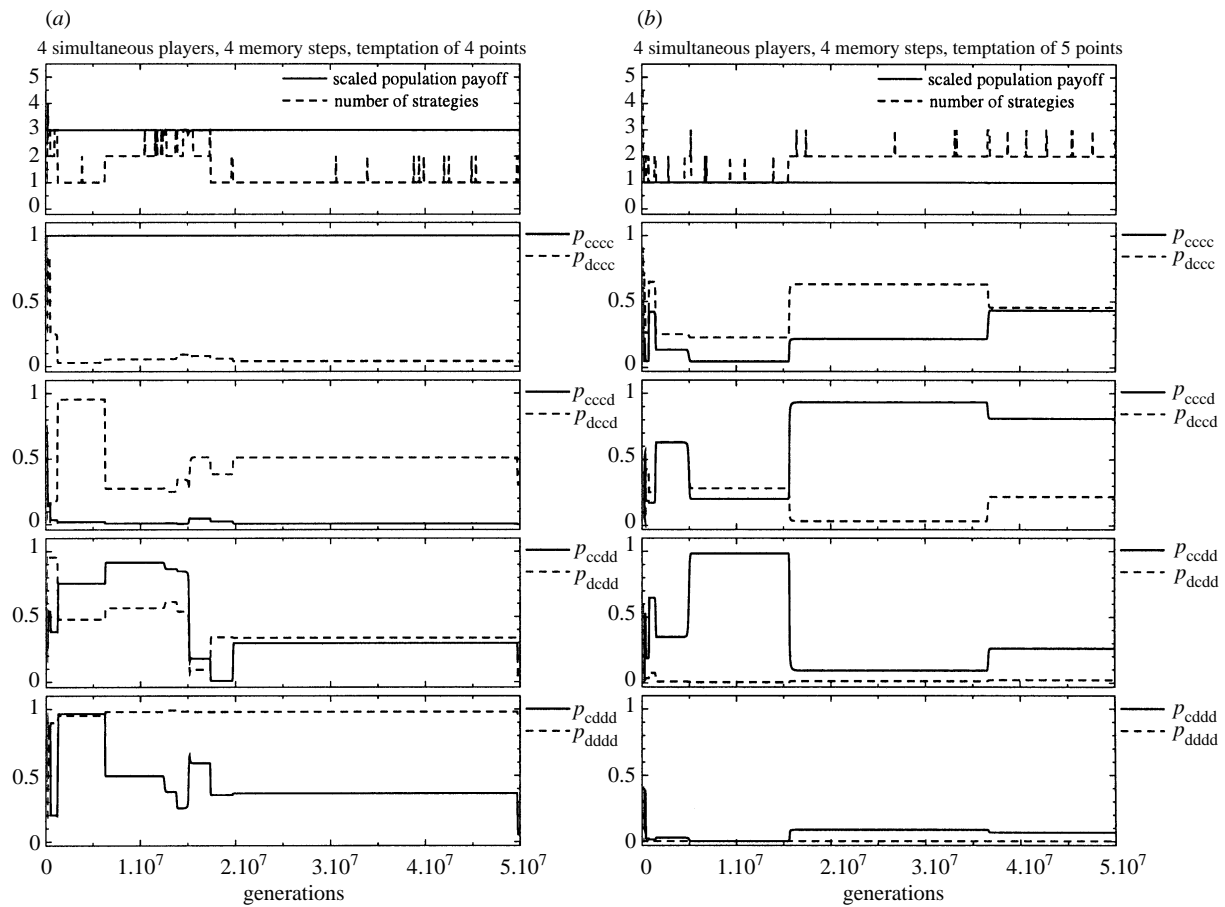 (a)
4 simultaneous players, 4 memory steps, temptation of 4 points
5
4
3
2
1
0
scaled population payoff
number of strategies
1
0.5
0
p_cccc
p_dccc
1
0.5
0
p_cccd
p_dccd
1
0.5
0
p_ccdd
p_dcdd
1
0.5
0
p_cddd
p_dddd
0 1.10^7 2.10^7 3.10^7 4.10^7 5.10^7
generations
(b)
4 simultaneous players, 4 memory steps, temptation of 5 points
5
4
3
2
1
0
scaled population payoff
number of strategies
1
0.5
0
p_cccc
p_dccc
1
0.5
0
p_cccd
p_dccd
1
0.5
0
p_ccdd
p_dcdd
1
0.5
0
p_cddd
p_dddd
0 1.10^7 2.10^7 3.10^7 4.10^7 5.10^7
generations